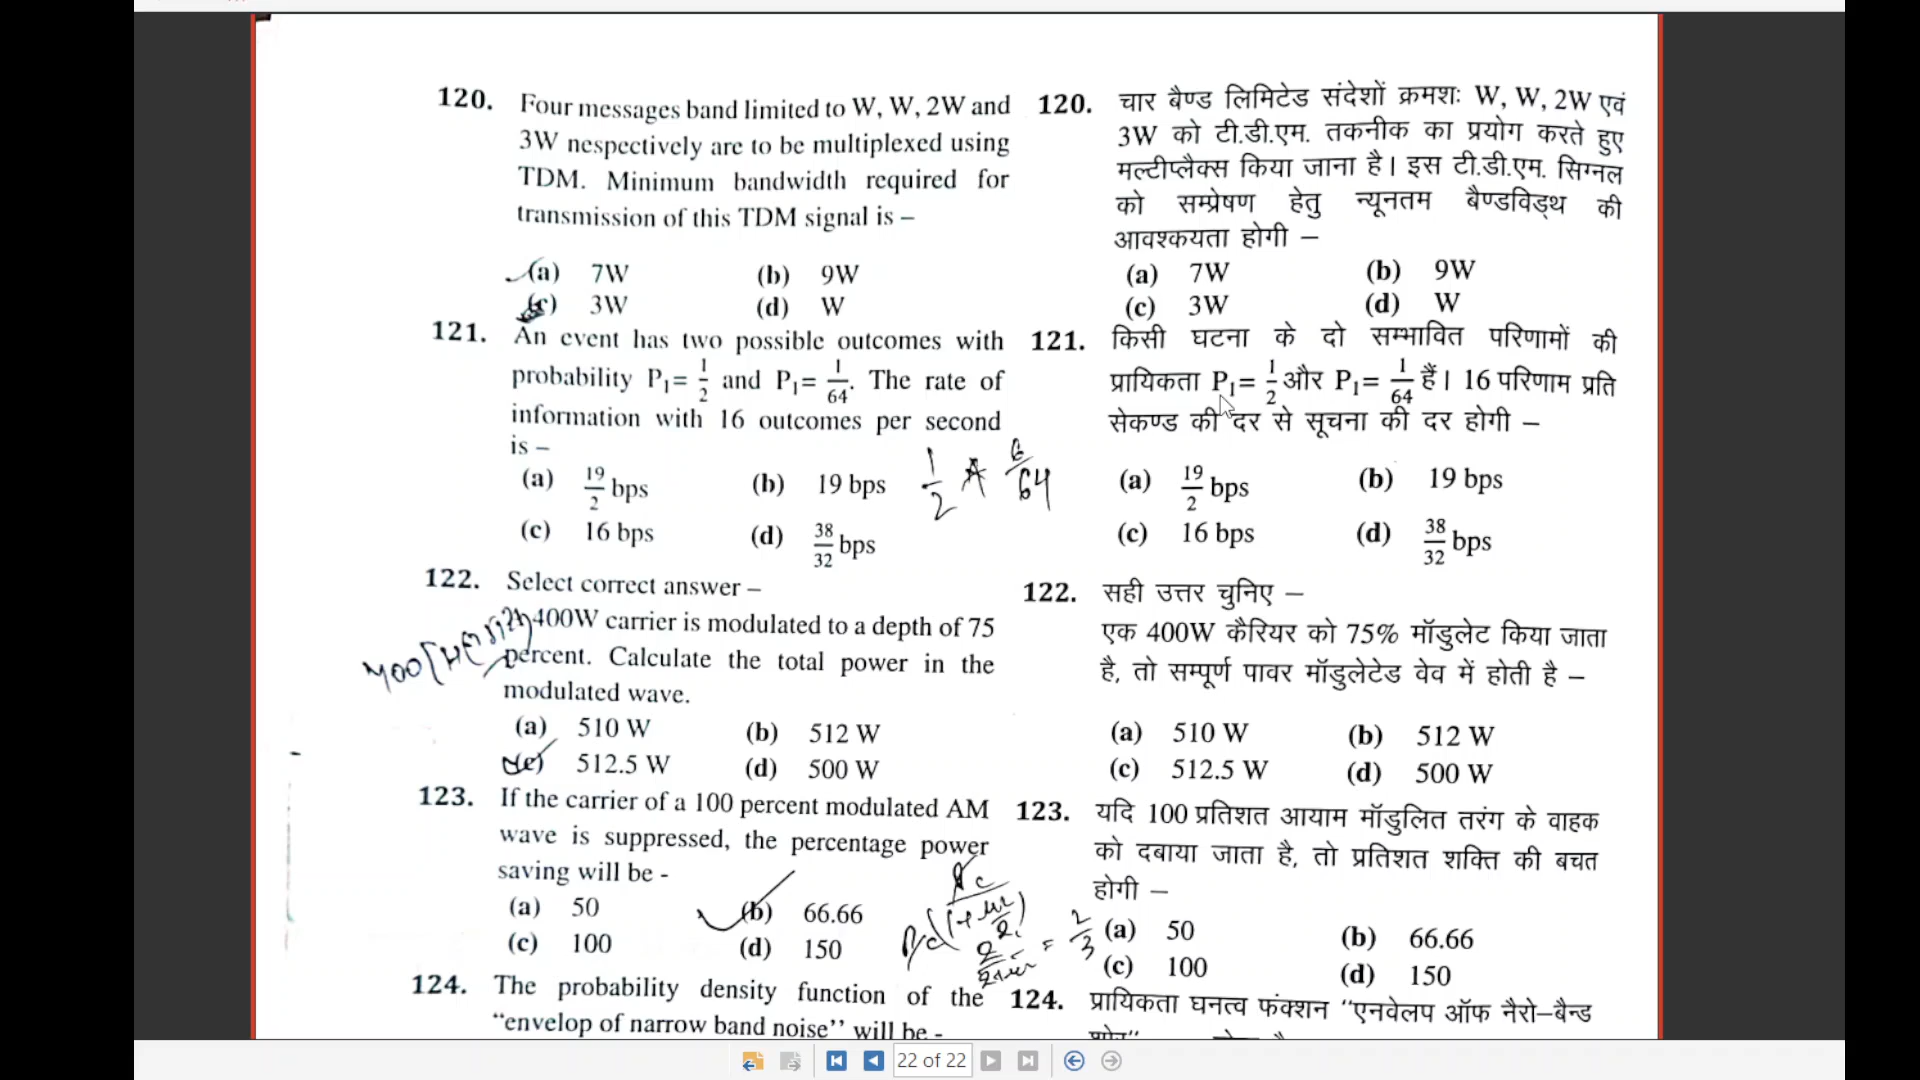 120. Four messages band limited to W, W, 2W and
3W nespectively are to be multiplexed using
TDM. Minimum bandwidth required for
transmission of this TDM signal is –
(a) 7W (b) 9W
(c) 3W (d) W
121. An event has two possible outcomes with
probability P₁= 1/2 and P₁= 1/64. The rate of
information with 16 outcomes per second
is –
(a) 19/2 bps (b) 19 bps
1/2 6/64
(c) 16 bps (d) 38/32 bps
122. Select correct answer –
400W carrier is modulated to a depth of 75
percent. Calculate the total power in the
modulated wave.
(a) 510 W (b) 512 W
(c) 512.5 W (d) 500 W
123. If the carrier of a 100 percent modulated AM
wave is suppressed, the percentage power
saving will be -
(a) 50 (b) 66.66
(c) 100 (d) 150
= 2/3
124. The probability density function of the
“envelop of narrow band noise” will be -
120. चार बैण्ड लिमिटेड संदेशों क्रमशः W, W, 2W एवं
3W को टी.डी.एम. तकनीक का प्रयोग करते हुए
मल्टीप्लैक्स किया जाना है। इस टी.डी.एम. सिग्नल
को सम्प्रेषण हेतु न्यूनतम बैण्डविड्थ की
आवश्कयता होगी –
(a) 7W (b) 9W
(c) 3W (d) W
121. किसी घटना के दो सम्भावित परिणामों की
प्रायिकता P₁= 1/2 और P₁= 1/64 हैं। 16 परिणाम प्रति
सेकण्ड की दर से सूचना की दर होगी –
(a) 19/2 bps (b) 19 bps
(c) 16 bps (d) 38/32 bps
122. सही उत्तर चुनिए –
एक 400W कैरियर को 75% मॉडुलेट किया जाता
है, तो सम्पूर्ण पावर मॉडुलेटेड वेव में होती है –
(a) 510 W (b) 512 W
(c) 512.5 W (d) 500 W
123. यदि 100 प्रतिशत आयाम मॉडुलित तरंग के वाहक
को दबाया जाता है, तो प्रतिशत शक्ति की बचत
होगी –
(a) 50 (b) 66.66
(c) 100 (d) 150
124. प्रायिकता घनत्व फंक्शन “एनवेलप ऑफ नैरो–बैन्ड
22 of 22